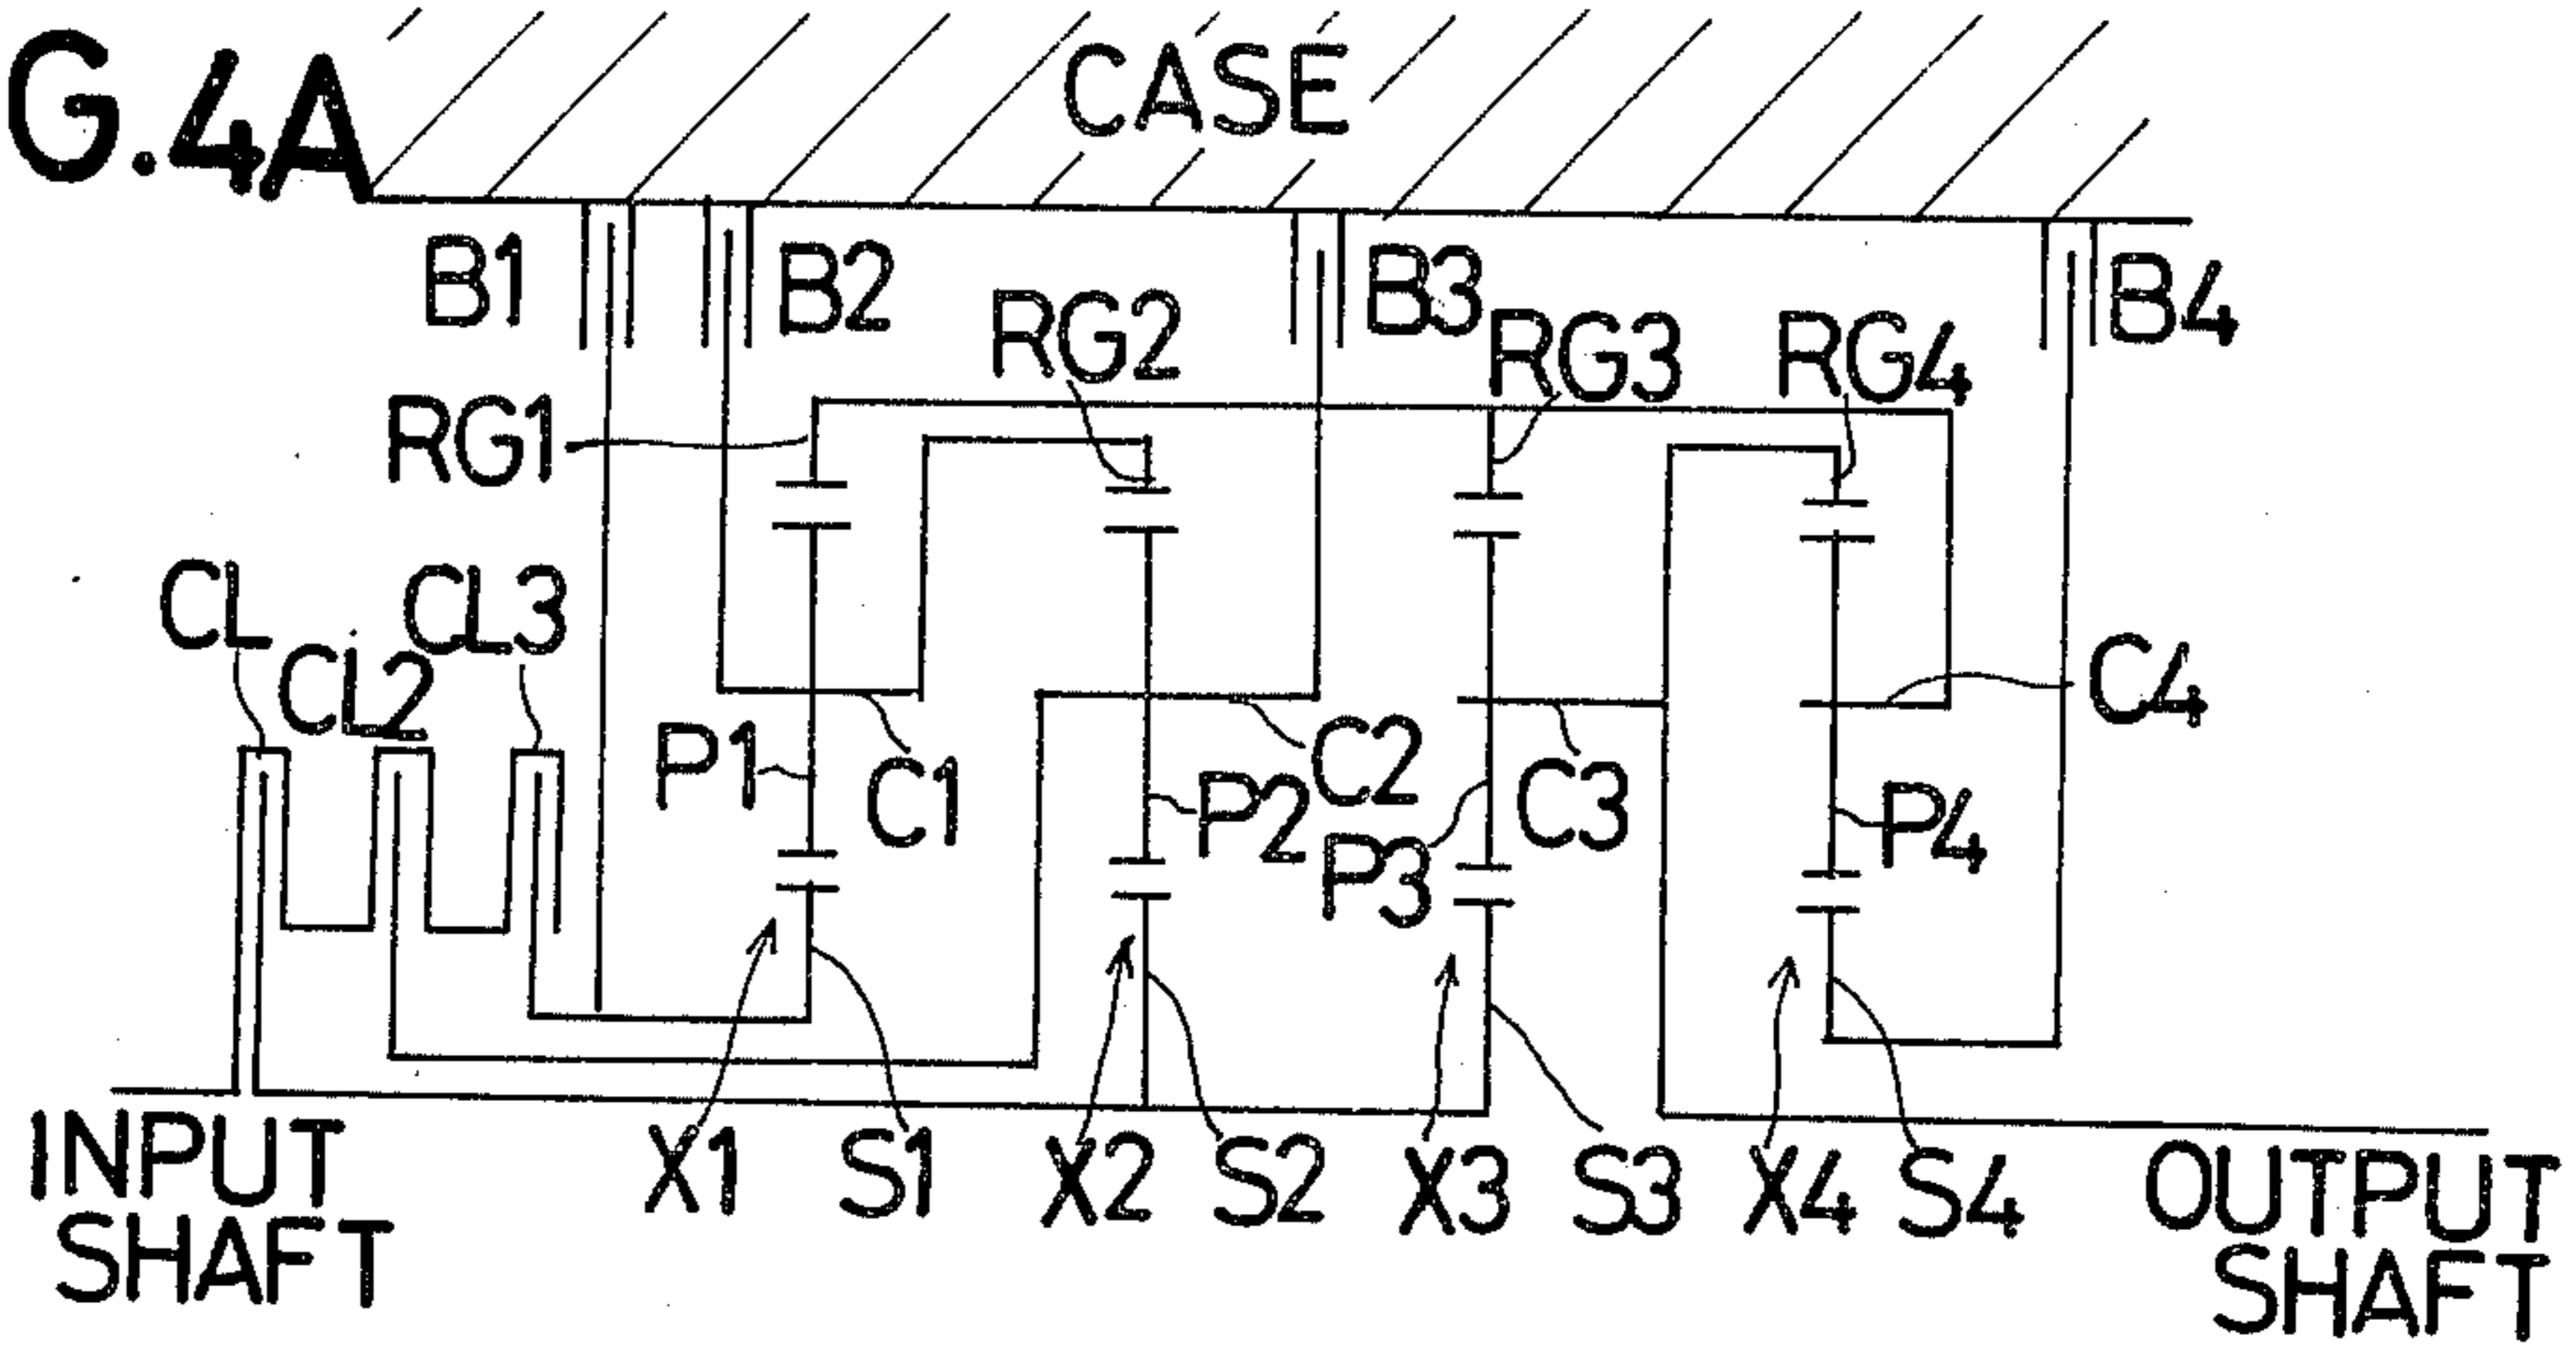 G.4A
CASE
B1
B2
B3
B4
RG1
RG2
RG3
RG4
CL
CL2
CL3
P1
C1
P2
C2
P3
C3
P4
C4
INPUT
SHAFT
X1
S1
X2
S2
X3
S3
X4
S4
OUTPUT
SHAFT